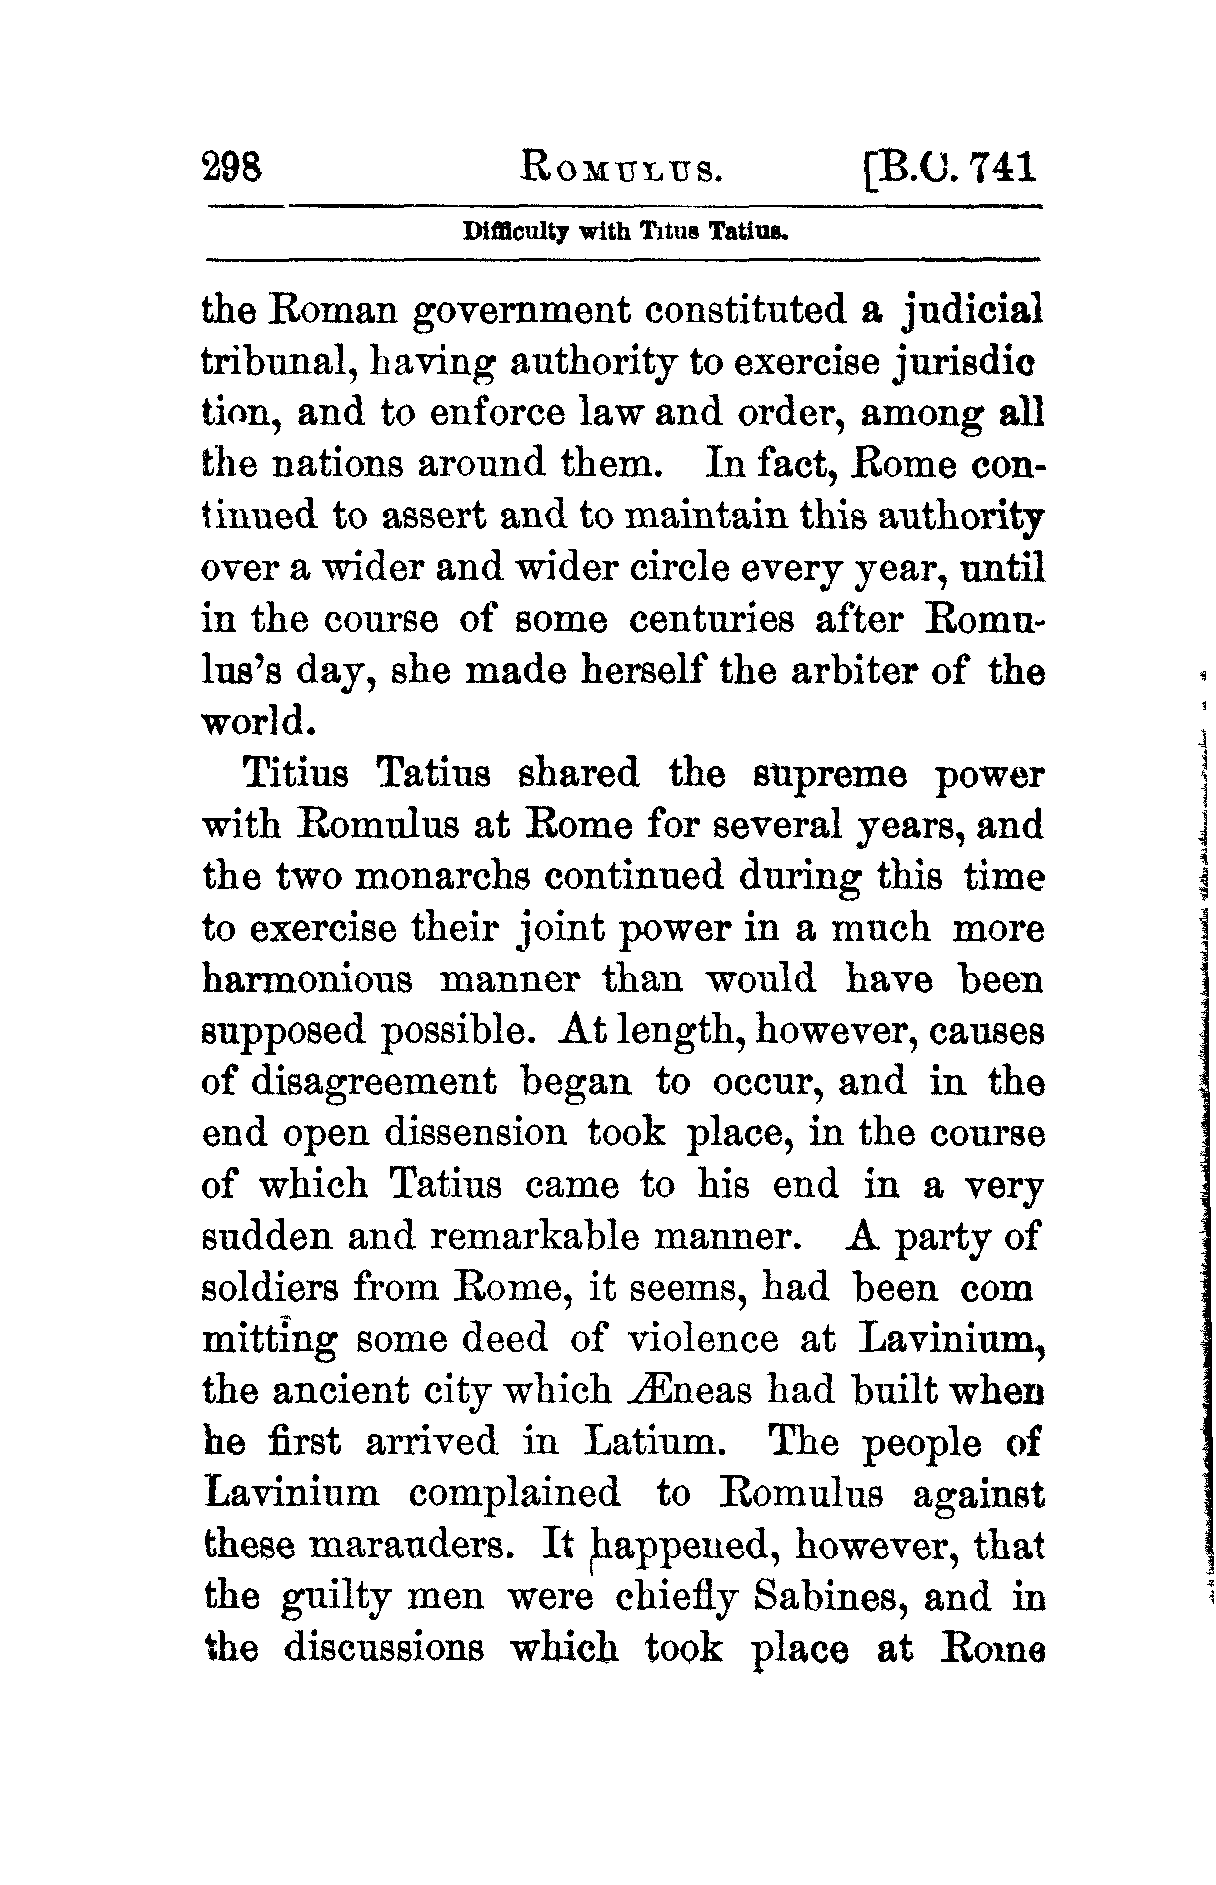 298 ROMULUS. [B.C. 741
Difficulty with Titus Tatius.
the Roman government constituted a judicial
tribunal, having authority to exercise jurisdic
tion, and to enforce law and order, among all
the nations around them. In fact, Rome con-
tinued to assert and to maintain this authority
over a wider and wider circle every year, until
in the course of some centuries after Romu-
lus's day, she made herself the arbiter of the
world.
Titius Tatius shared the supreme power
with Romulus at Rome for several years, and
the two monarchs continued during this time
to exercise their joint power in a much more
harmonious manner than would have been
supposed possible. At length, however, causes
of disagreement began to occur, and in the
end open dissension took place, in the course
of which Tatius came to his end in a very
sudden and remarkable manner. A party of
soldiers from Rome, it seems, had been com
mitting some deed of violence at Lavinium,
the ancient city which Æneas had built when
he first arrived in Latium. The people of
Lavinium complained to Romulus against
these marauders. It happened, however, that
the guilty men were chiefly Sabines, and in
the discussions which took place at Rome